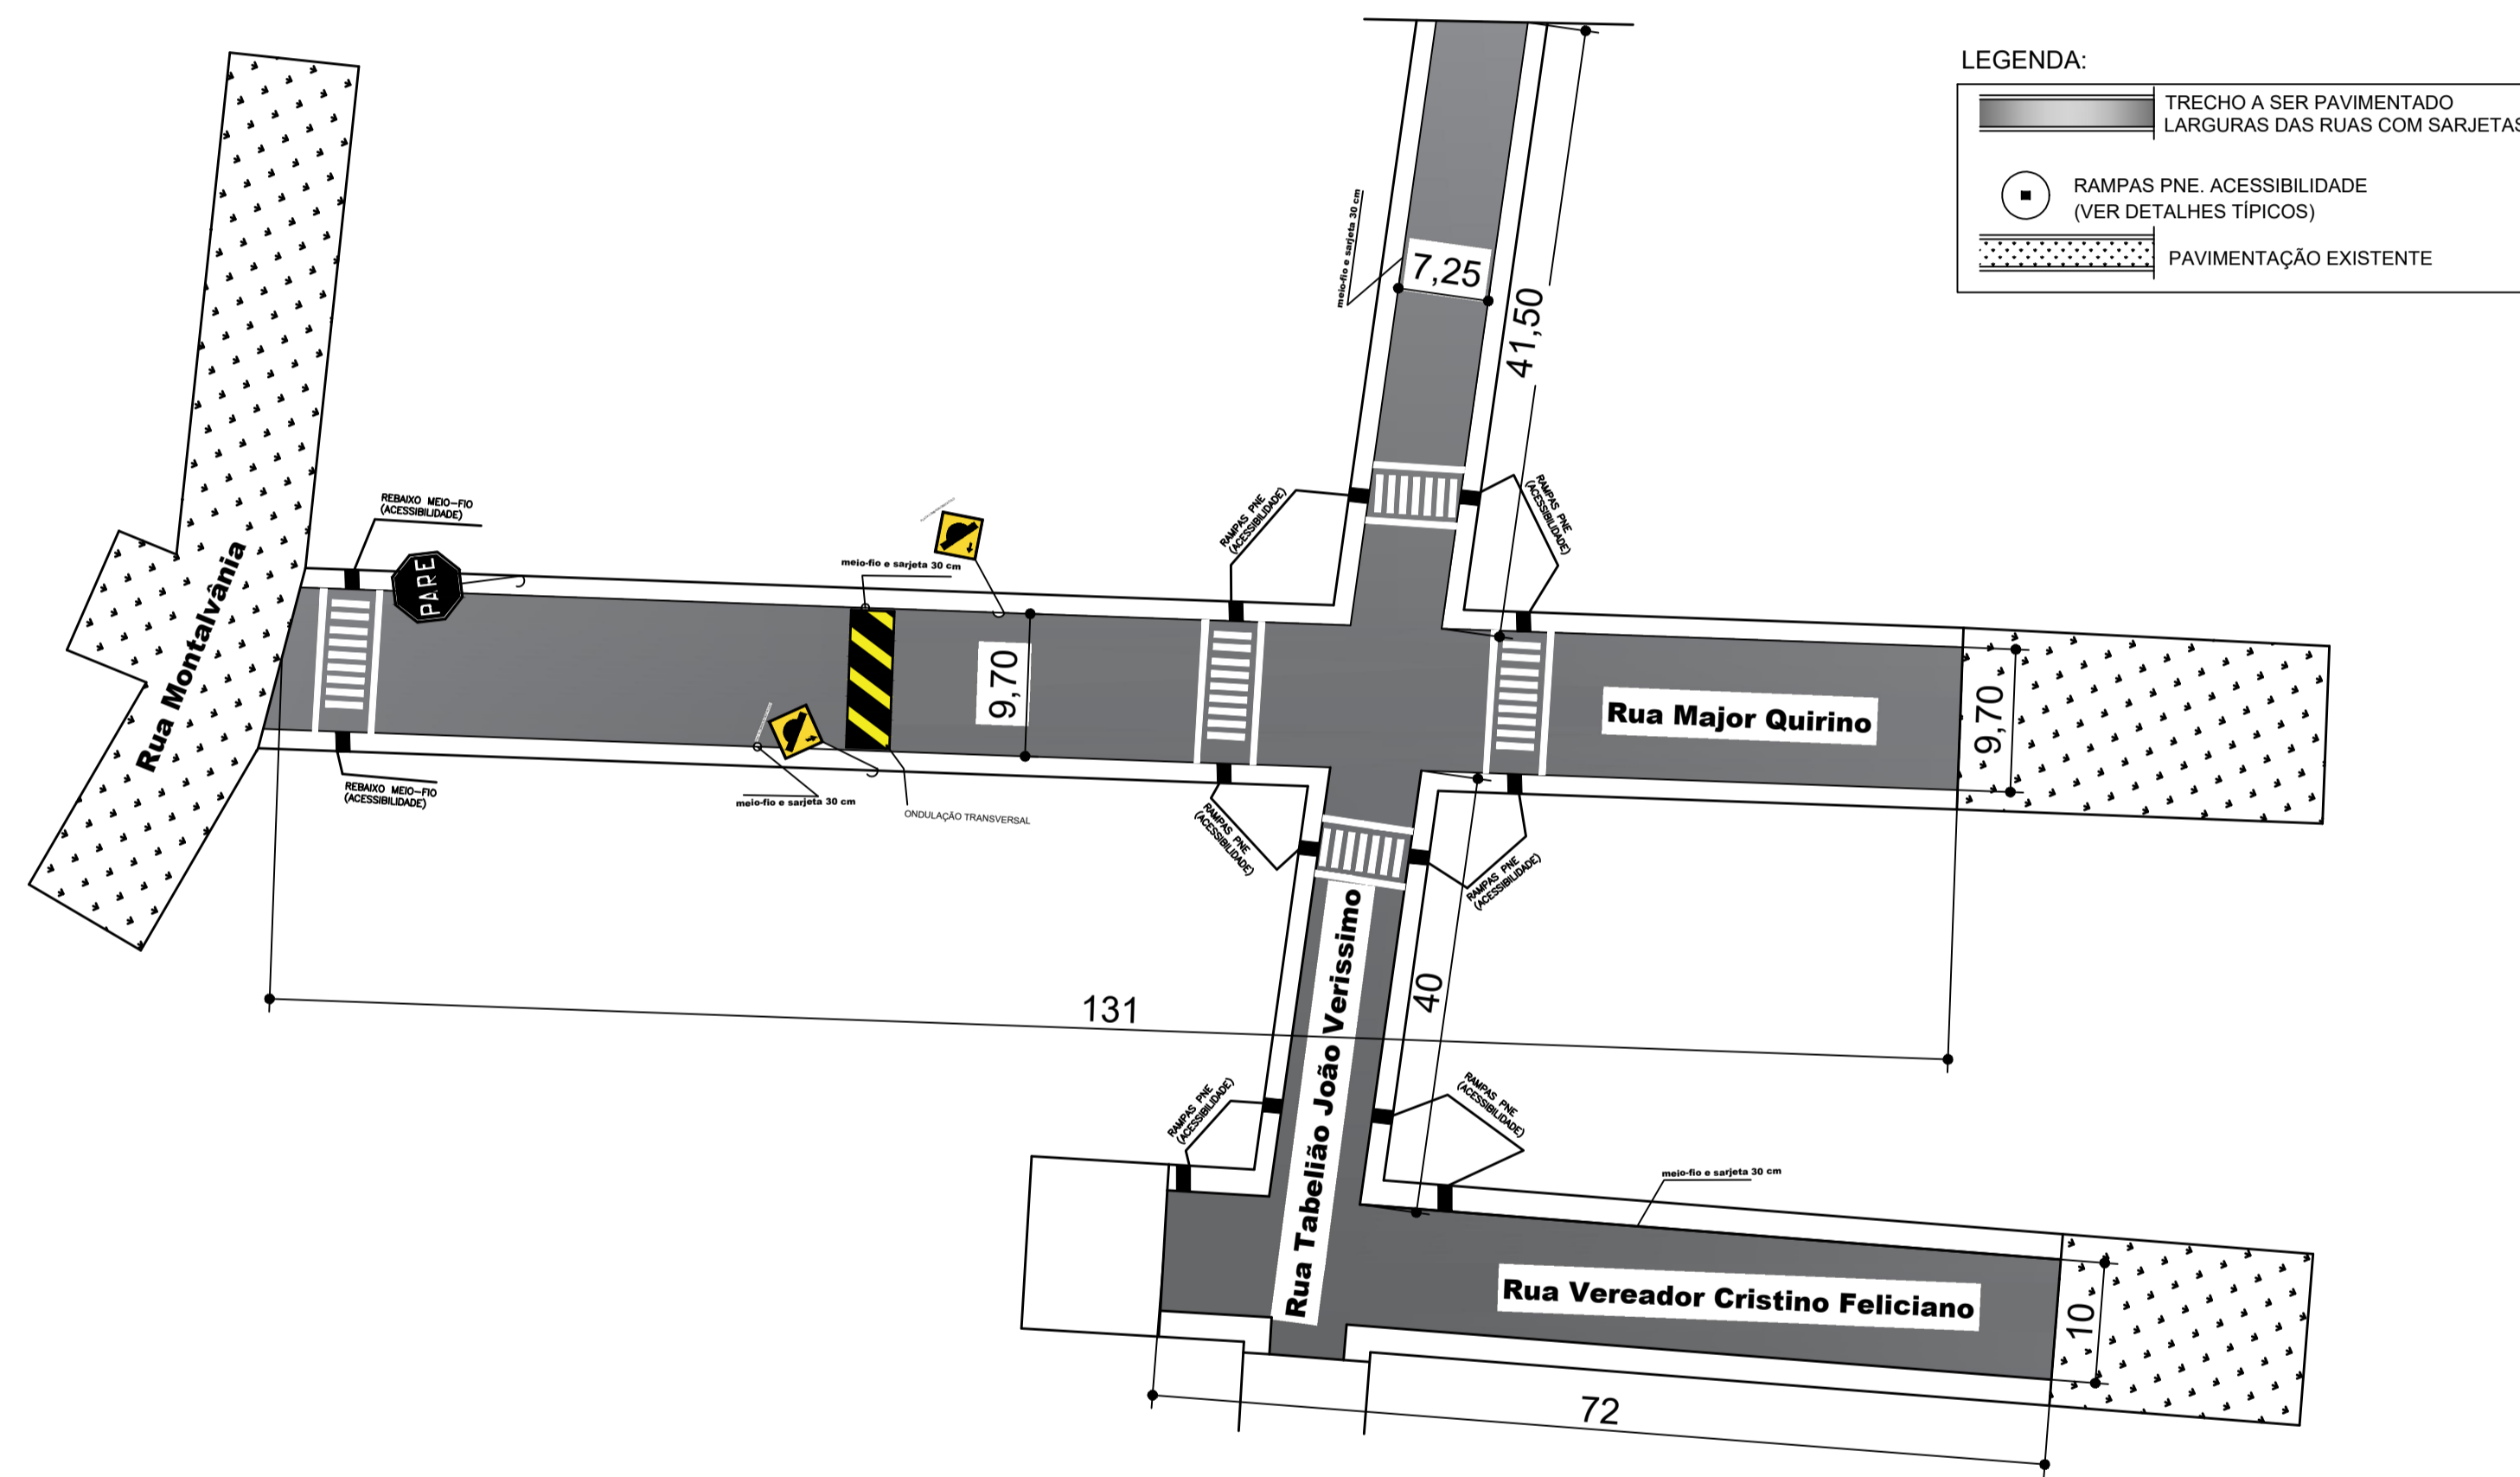 LEGENDA:
TRECHO A SER PAVIMENTADO
LARGURAS DAS RUAS COM SARJETAS
RAMPAS PNE. ACESSIBILIDADE
(VER DETALHES TÍPICOS)
PAVIMENTAÇÃO EXISTENTE
meio-fio e sarjeta 30 cm
7,25
41,50
REBAIXO MEIO-FIO
(ACESSIBILIDADE)
PARE
meio-fio e sarjeta 30 cm
RAMPAS PNE
(ACESSIBILIDADE)
RAMPAS PNE
(ACESSIBILIDADE)
Rua Montalvânia
9,70
Rua Major Quirino
9,70
REBAIXO MEIO-FIO
(ACESSIBILIDADE)
meio-fio e sarjeta 30 cm
ONDULAÇÃO TRANSVERSAL
RAMPAS PNE
(ACESSIBILIDADE)
RAMPAS PNE
(ACESSIBILIDADE)
131
40
Rua Tabelião João Verissimo
RAMPAS PNE
(ACESSIBILIDADE)
RAMPAS PNE
(ACESSIBILIDADE)
meio-fio e sarjeta 30 cm
Rua Vereador Cristino Feliciano
10
72